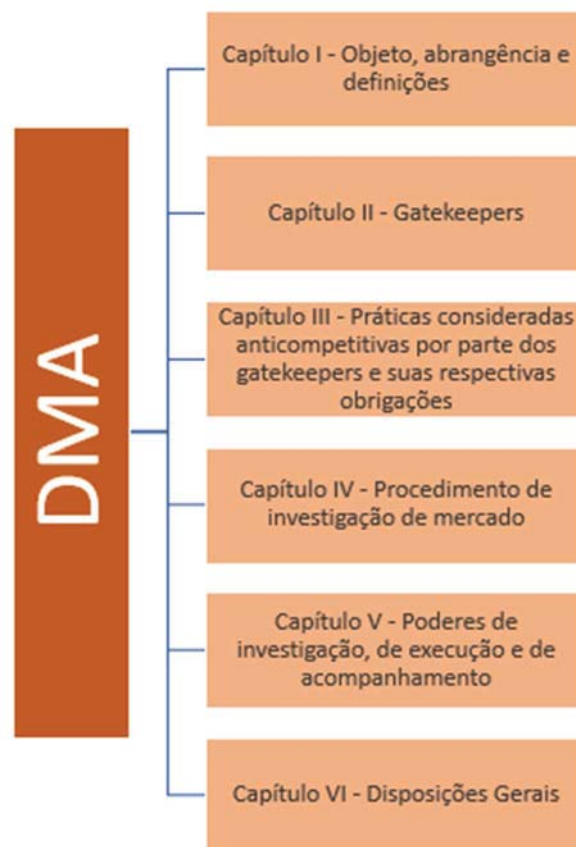 DMA
Capítulo I - Objeto, abrangência e
definições
Capítulo II - Gatekeepers
Capítulo III - Práticas consideradas
anticompetitivas por parte dos
gatekeepers e suas respectivas
obrigações
Capítulo IV - Procedimento de
investigação de mercado
Capítulo V - Poderes de
investigação, de execução e de
acompanhamento
Capítulo VI - Disposições Gerais